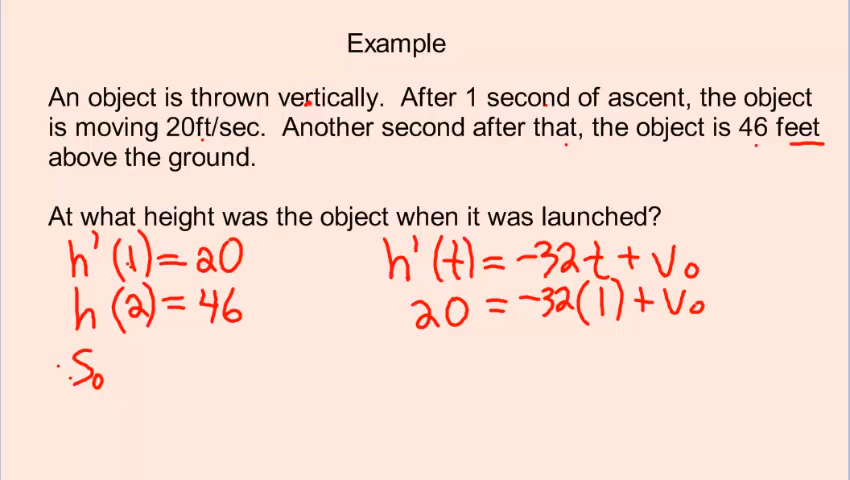 Example
An object is thrown vertically. After 1 second of ascent, the object
is moving 20ft/sec. Another second after that, the object is 46 feet
above the ground.
At what height was the object when it was launched?
h'(1) = 20 h'(t) = -32t + v₀
h(2) = 46 20 = -32(1) + v₀
S₀